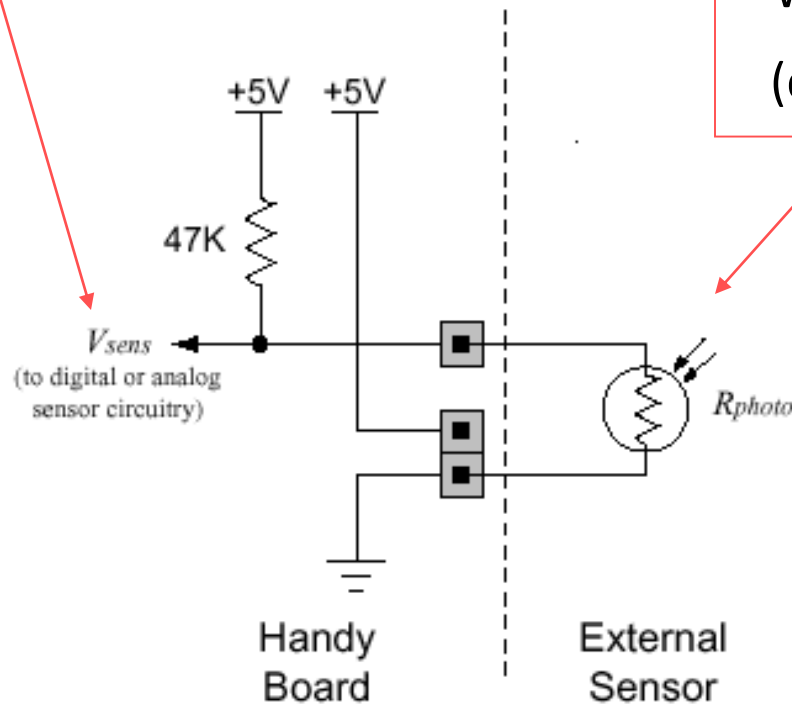 +5V +5V
47K
Vsens
(to digital or analog
sensor circuitry)
Rphoto
Handy
Board
External
Sensor